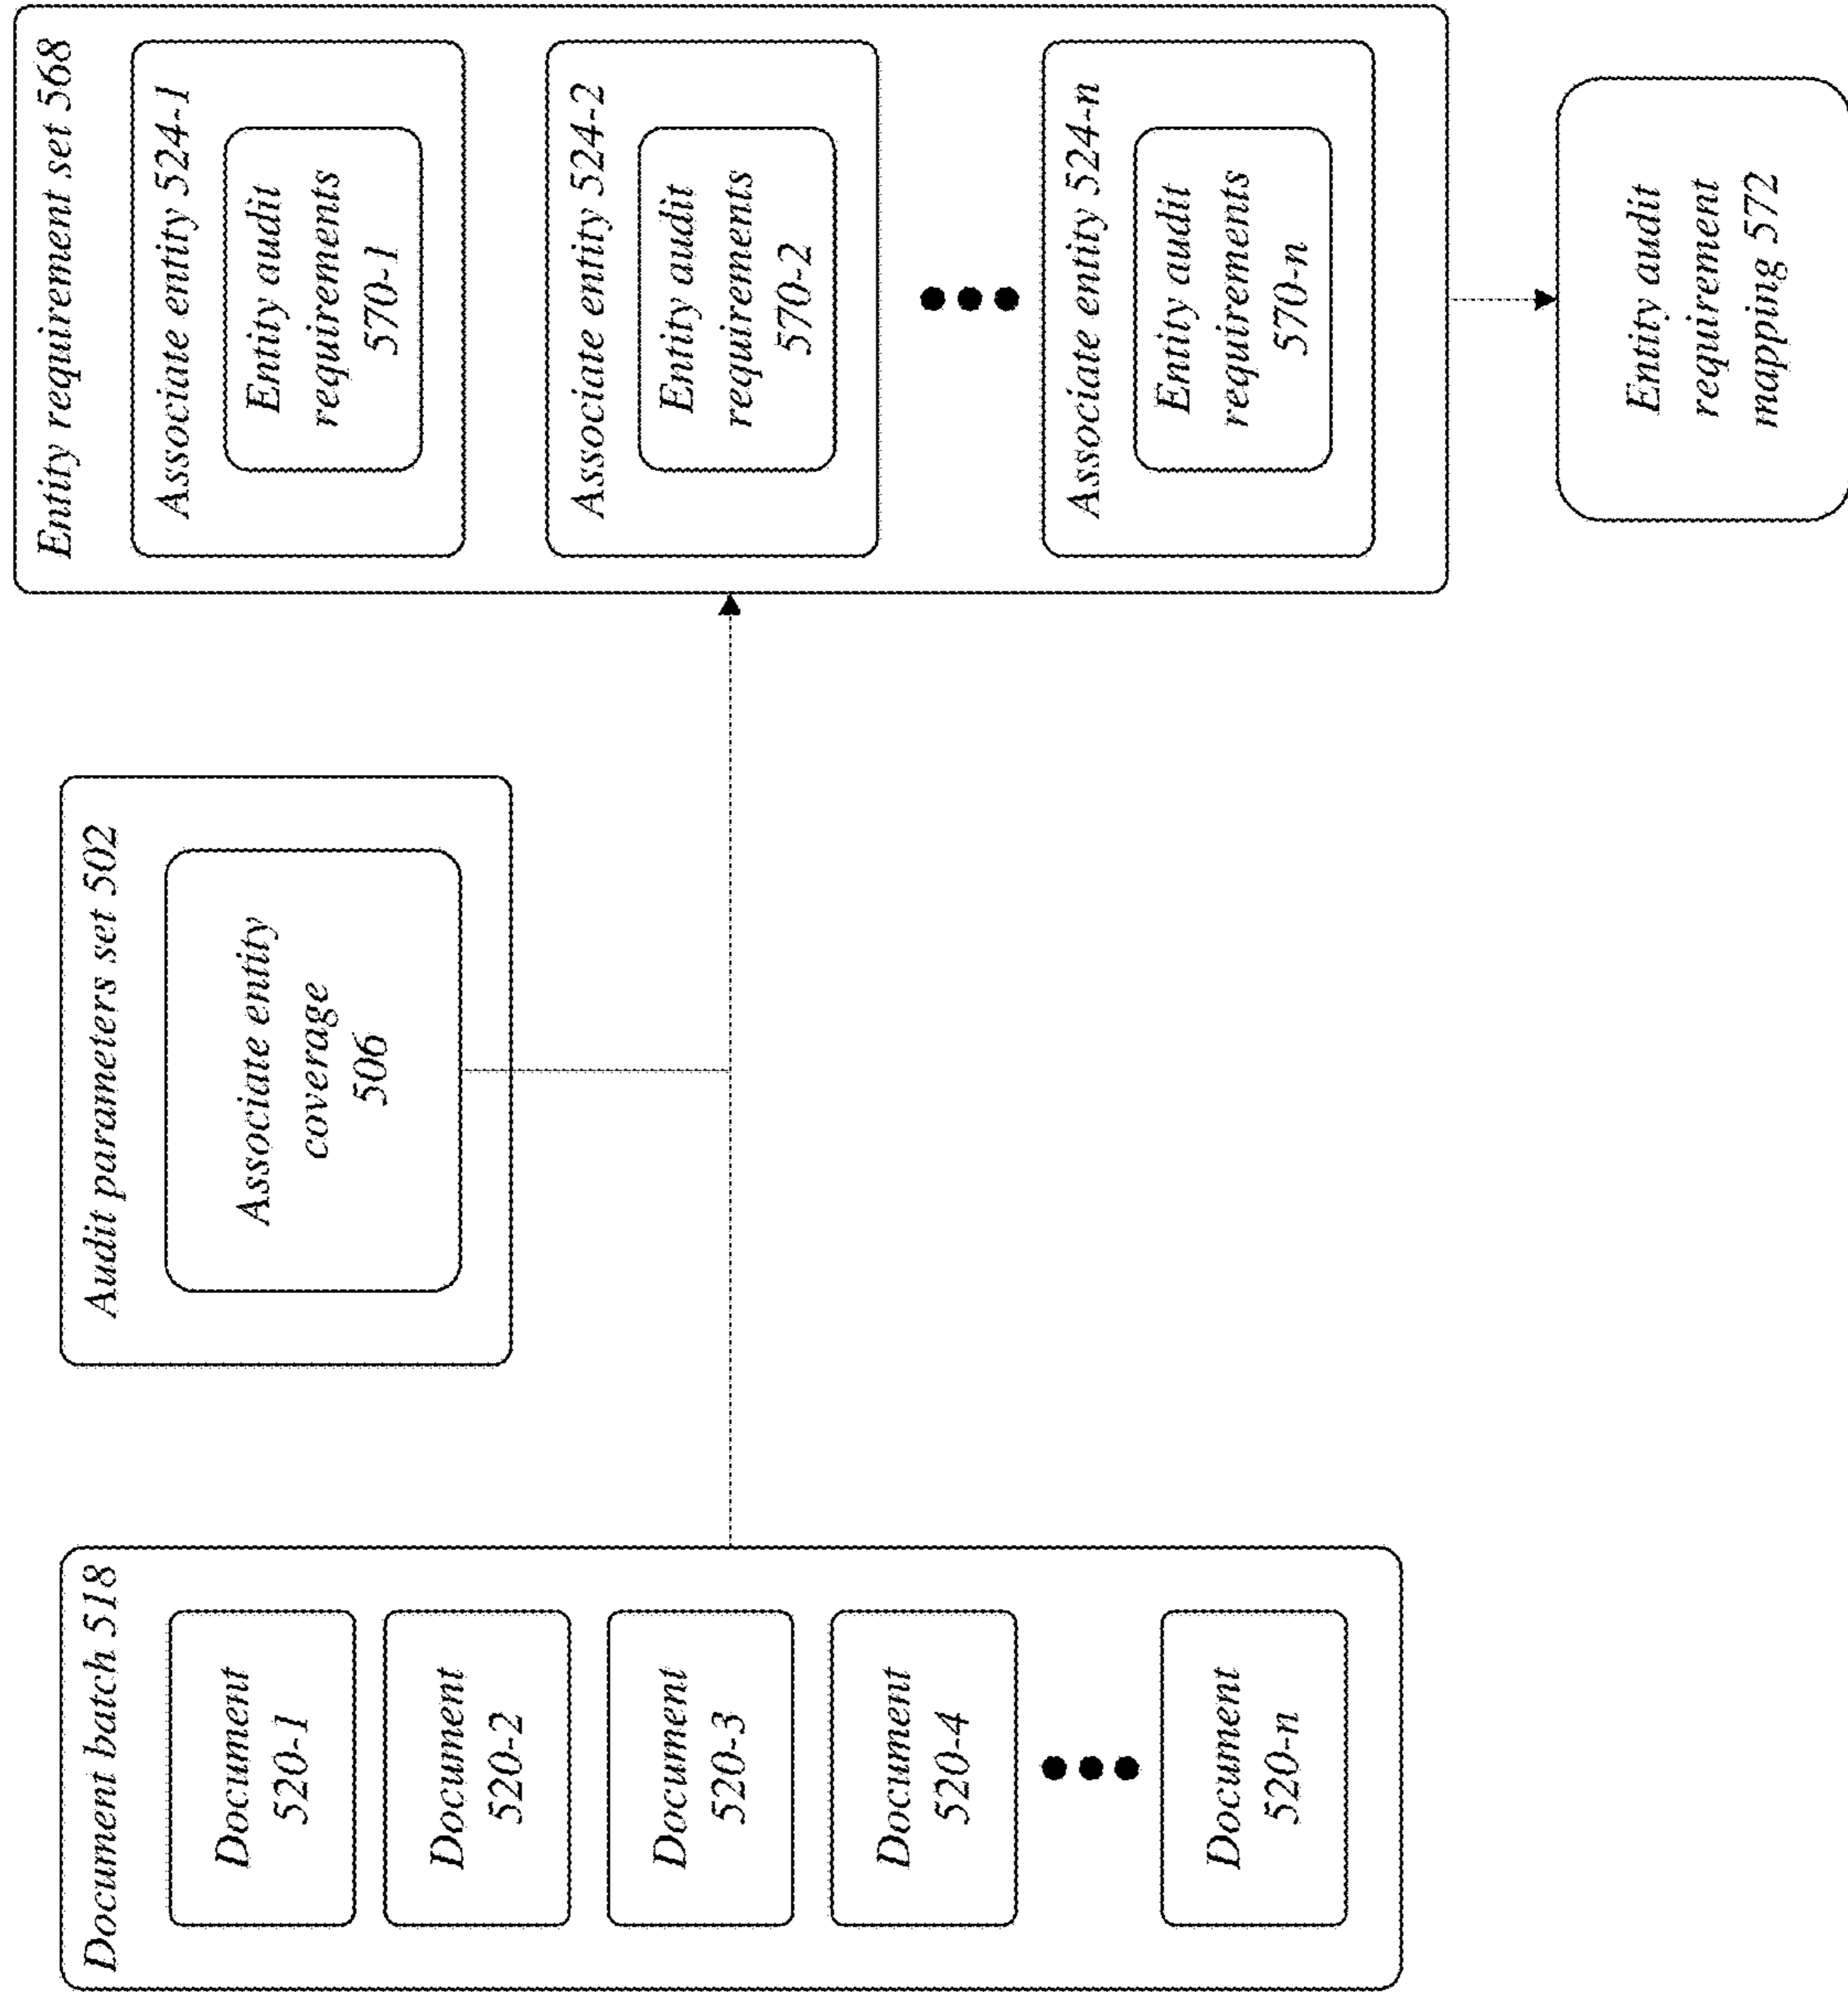 Document batch 518
Document
520-1
Document
520-2
Document
520-3
Document
520-4
Document
520-n
Audit parameters set 502
Associate entity
coverage
506
Entity requirement set 568
Associate entity 524-1
Entity audit
requirements
570-1
Associate entity 524-2
Entity audit
requirements
570-2
Associate entity 524-n
Entity audit
requirements
570-n
Entity audit
requirement
mapping 572